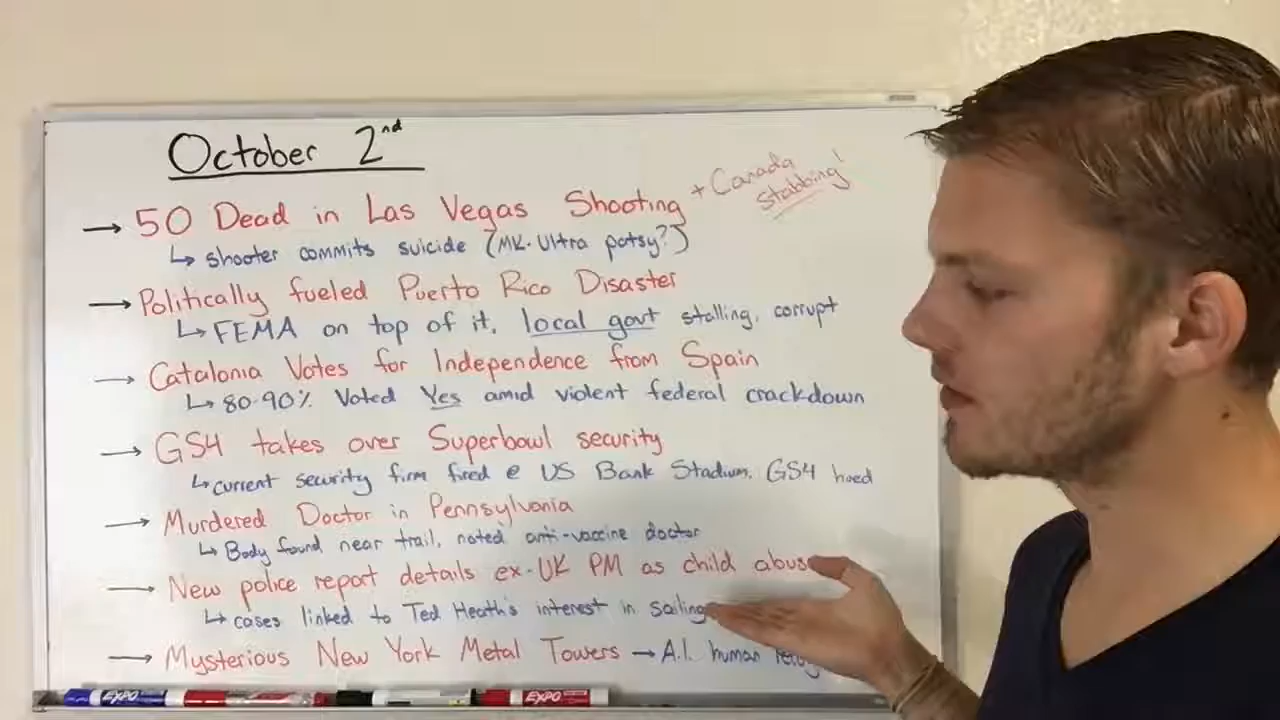 October 2nd
→ 50 Dead in Las Vegas Shooting + Canada Stabbing!
↳ shooter commits suicide (MK-Ultra patsy?)
→ Politically fueled Puerto Rico Disaster
↳ FEMA on top of it, local govt stalling, corrupt
→ Catalonia Votes for Independence from Spain
↳ 80-90% Voted Yes amid violent federal crackdown
→ GS4 takes over Superbowl security
↳ current security firm fired @ US Bank Stadium, GS4 hired
→ Murdered Doctor in Pennsylvania
↳ Body found near trail, noted anti-vaccine doctor
→ New police report details ex-UK PM as child
↳ cases linked to Ted Heath's interest in sailing
→ Mysterious New York Metal Towers → A.I. human
EXPO
EXPO